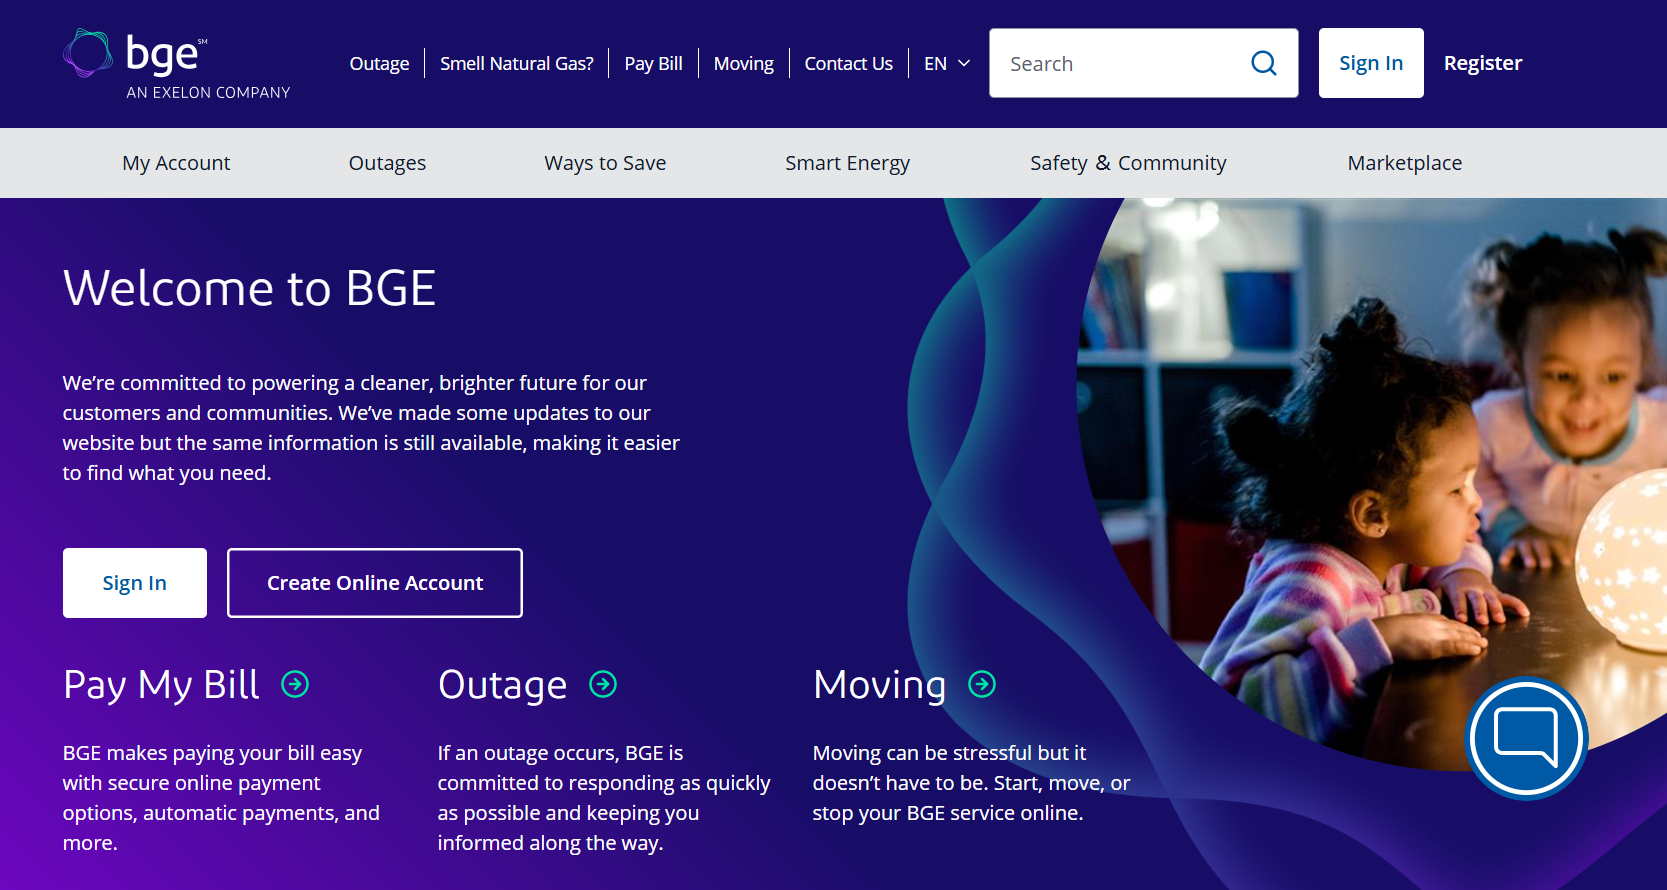 bge℠
AN EXELON COMPANY
Outage
Smell Natural Gas?
Pay Bill
Moving
Contact Us
EN
Search
Sign In
Register
My Account
Outages
Ways to Save
Smart Energy
Safety & Community
Marketplace
Welcome to BGE
We’re committed to powering a cleaner, brighter future for our
customers and communities. We’ve made some updates to our
website but the same information is still available, making it easier
to find what you need.
Sign In
Create Online Account
Pay My Bill
BGE makes paying your bill easy
with secure online payment
options, automatic payments, and
more.
Outage
If an outage occurs, BGE is
committed to responding as quickly
as possible and keeping you
informed along the way.
Moving
Moving can be stressful but it
doesn’t have to be. Start, move, or
stop your BGE service online.